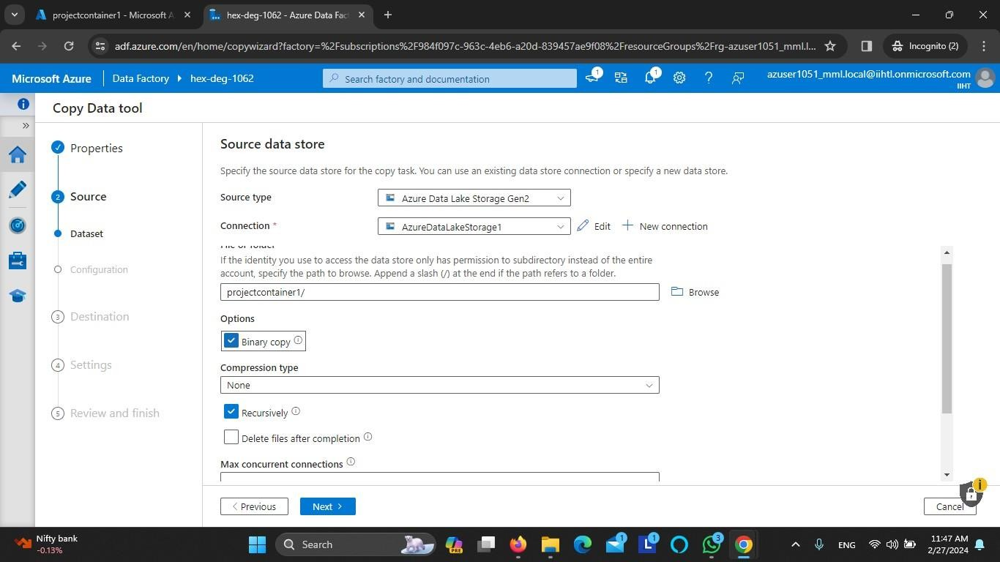 projectcontainer1 - Microsoft A
hex-deg-1062 - Azure Data Fac
adf.azure.com/en/home/copywizard?factory=%2Fsubscriptions%2F984f097c-963c-4eb6-a20d-839457ae9f08%2FresourceGroups%2Frg-azuser1051_mml.l...
Incognito (2)
Microsoft Azure
Data Factory
hex-deg-1062
Search factory and documentation
1
1
azuser1051_mml.local@iihtl.onmicrosoft.com
IIHT
Copy Data tool
Properties
2 Source
Dataset
Configuration
3 Destination
4 Settings
5 Review and finish
Source data store
Specify the source data store for the copy task. You can use an existing data store connection or specify a new data store.
Source type
Azure Data Lake Storage Gen2
Connection *
AzureDataLakeStorage1
Edit
New connection
File or folder
If the identity you use to access the data store only has permission to subdirectory instead of the entire
account, specify the path to browse. Append a slash (/) at the end if the path refers to a folder.
projectcontainer1/
Browse
Options
Binary copy
Compression type
None
Recursively
Delete files after completion
Max concurrent connections
< Previous
Next >
Cancel
Nifty bank
-0.13%
Search
PRE
1
L
1
3
ENG
11:47 AM
2/27/2024